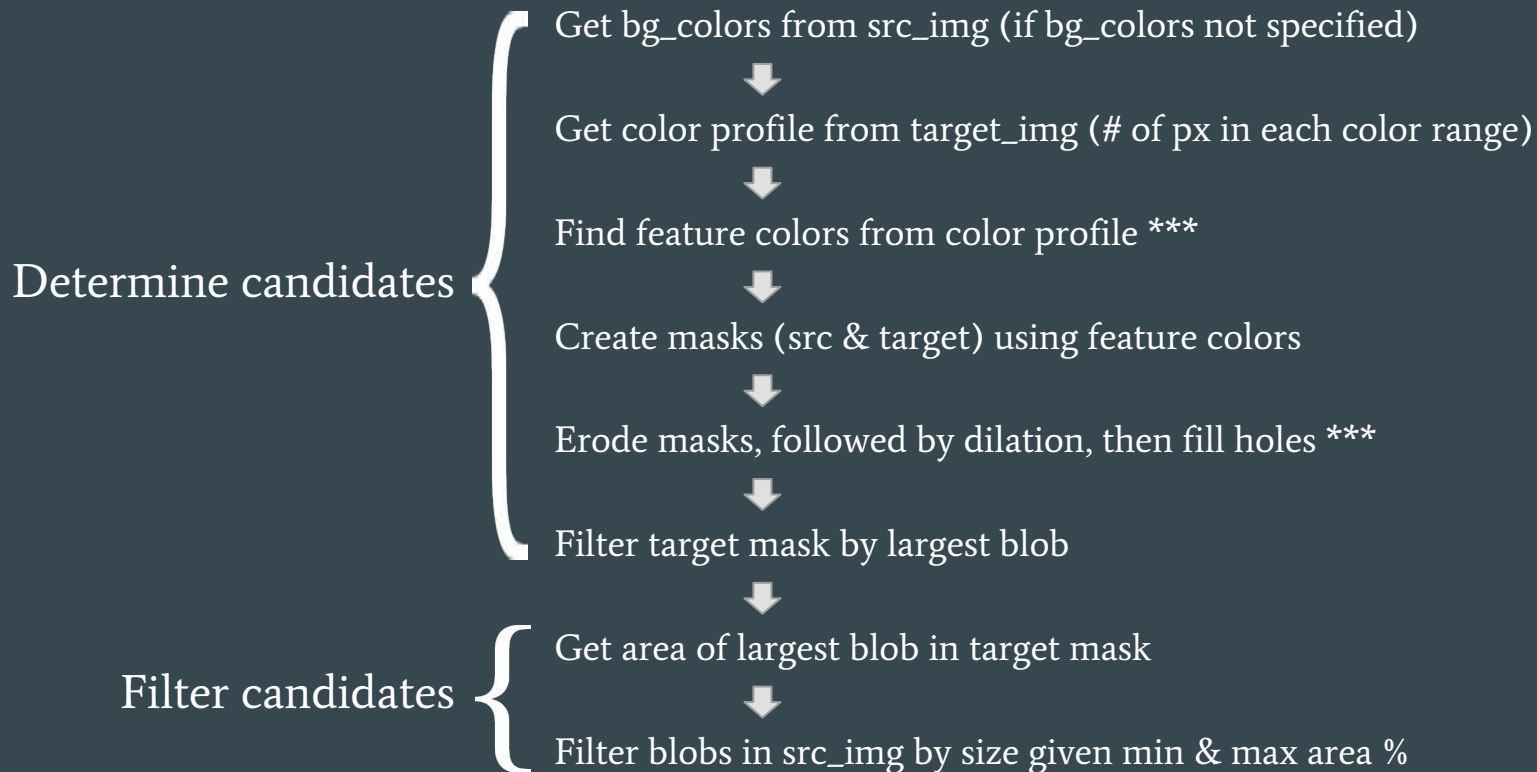 Determine candidates
Get bg_colors from src_img (if bg_colors not specified)
Get color profile from target_img (# of px in each color range)
Find feature colors from color profile ***
Create masks (src & target) using feature colors
Erode masks, followed by dilation, then fill holes ***
Filter target mask by largest blob
Filter candidates
Get area of largest blob in target mask
Filter blobs in src_img by size given min & max area %